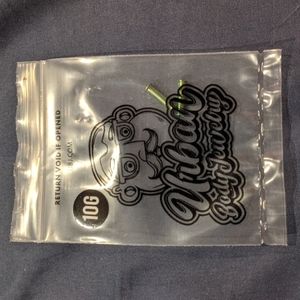 RETURN VOID IF OPENED
10G
Urban
Body Jewelry